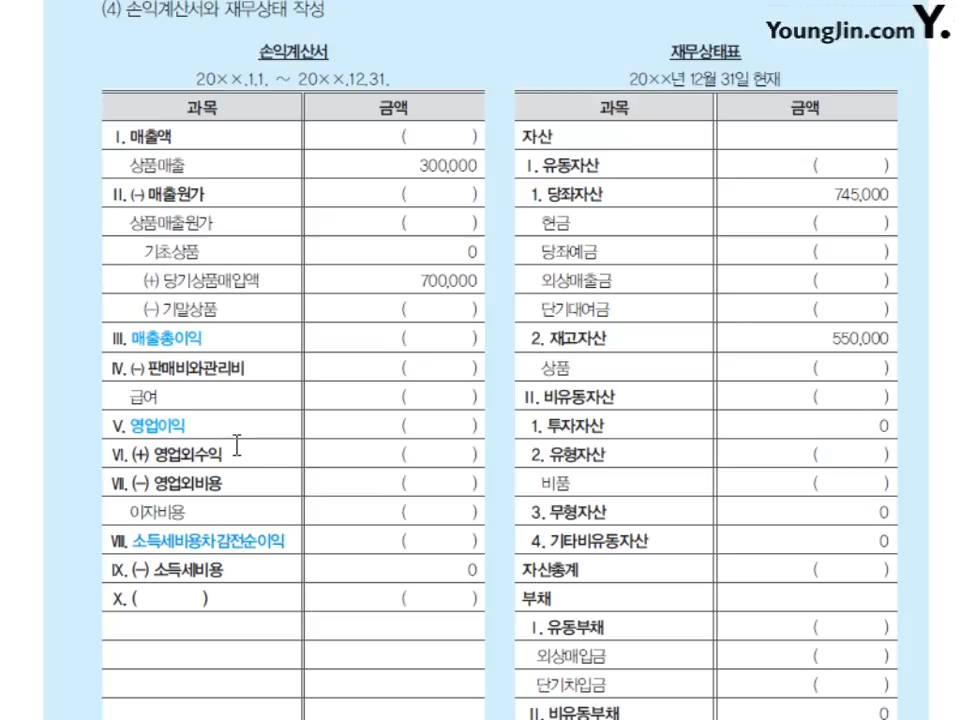 (4) 손익계산서와 재무상태 작성
YoungJin.com Y.
손익계산서
20××.1.1. ~ 20××.12.31.
과목 금액
Ⅰ. 매출액 ( )
상품매출 300,000
Ⅱ. (-) 매출원가 ( )
상품매출원가 ( )
기초상품 0
(+) 당기상품매입액 700,000
(-) 기말상품 ( )
Ⅲ. 매출총이익 ( )
Ⅳ. (-) 판매비와관리비 ( )
급여 ( )
Ⅴ. 영업이익 ( )
Ⅵ. (+) 영업외수익 ( )
Ⅶ. (-) 영업외비용 ( )
이자비용 ( )
Ⅷ. 소득세비용차감전순이익 ( )
Ⅸ. (-) 소득세비용 0
Ⅹ. ( ) ( )
재무상태표
20××년 12월 31일 현재
과목 금액
자산
Ⅰ. 유동자산 ( )
1. 당좌자산 745,000
현금 ( )
당좌예금 ( )
외상매출금 ( )
단기대여금 ( )
2. 재고자산 550,000
상품 ( )
Ⅱ. 비유동자산 ( )
1. 투자자산 0
2. 유형자산 ( )
비품 ( )
3. 무형자산 0
4. 기타비유동자산 0
자산총계 ( )
부채
Ⅰ. 유동부채 ( )
외상매입금 ( )
단기차입금 ( )
Ⅱ. 비유동부채 0